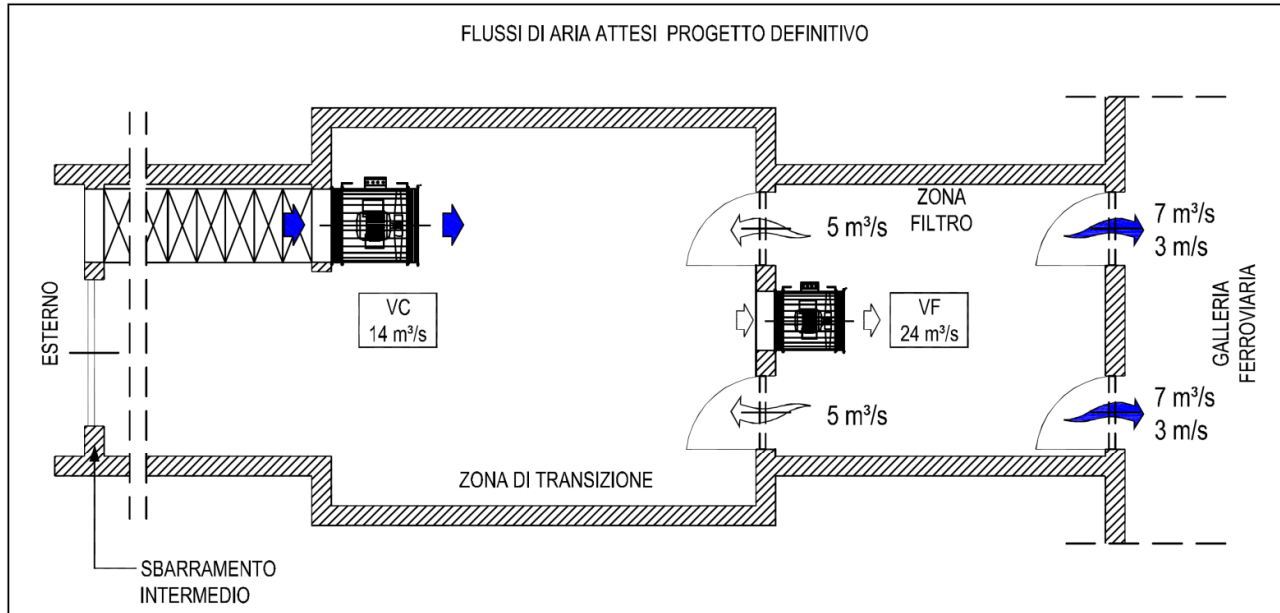 FLUSSI DI ARIA ATTESI PROGETTO DEFINITIVO
ESTERNO
VC
14 m³/s
5 m³/s
ZONA
FILTRO
7 m³/s
3 m/s
VF
24 m³/s
GALLERIA
FERROVIARIA
5 m³/s
7 m³/s
3 m/s
ZONA DI TRANSIZIONE
SBARRAMENTO
INTERMEDIO